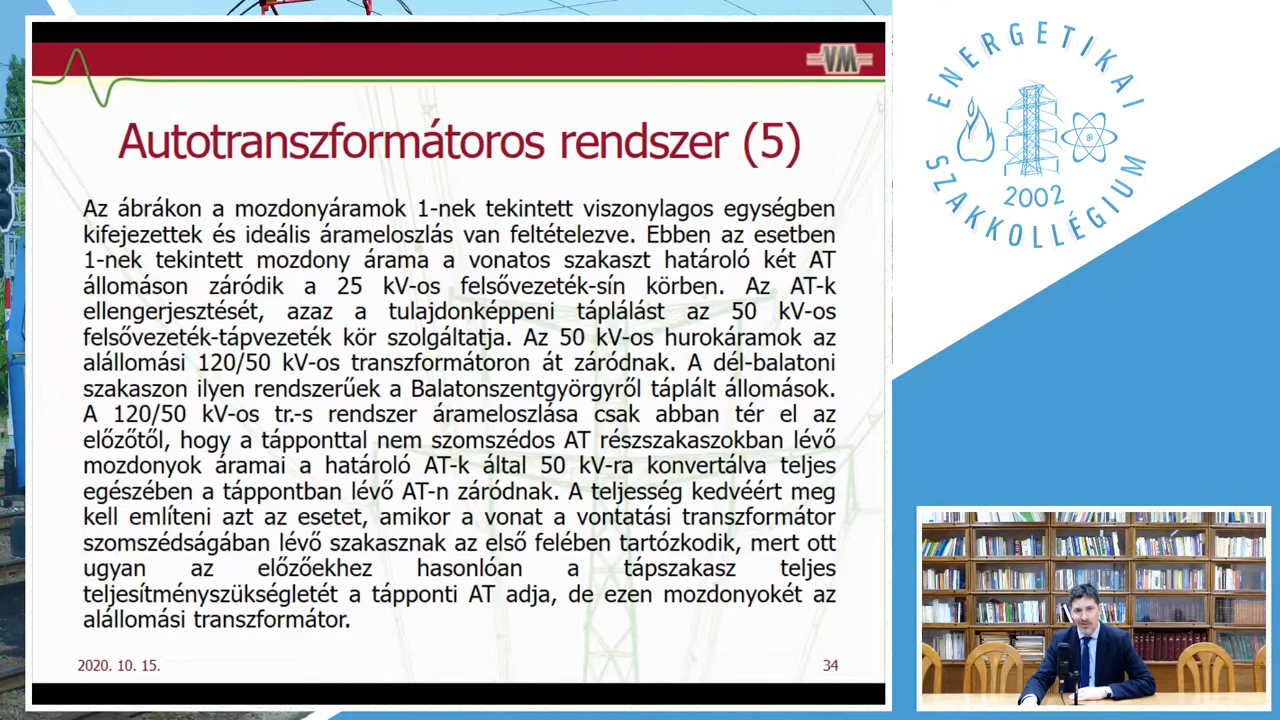 VM
Autotranszformátoros rendszer (5)
Az ábrákon a mozdonyáramok 1-nek tekintett viszonylagos egységben
kifejezettek és ideális árameloszlás van feltételezve. Ebben az esetben
1-nek tekintett mozdony árama a vonatos szakaszt határoló két AT
állomáson záródik a 25 kV-os felsővezeték-sín körben. Az AT-k
ellengerjesztését, azaz a tulajdonképpeni táplálást az 50 kV-os
felsővezeték-tápvezeték kör szolgáltatja. Az 50 kV-os hurokáramok az
alállomási 120/50 kV-os transzformátoron át záródnak. A dél-balatoni
szakaszon ilyen rendszerűek a Balatonszentgyörgyről táplált állomások.
A 120/50 kV-os tr.-s rendszer árameloszlása csak abban tér el az
előzőtől, hogy a tápponttal nem szomszédos AT részszakaszokban lévő
mozdonyok áramai a határoló AT-k által 50 kV-ra konvertálva teljes
egészében a táppontban lévő AT-n záródnak. A teljesség kedvéért meg
kell említeni azt az esetet, amikor a vonat a vontatási transzformátor
szomszédságában lévő szakasznak az első felében tartózkodik, mert ott
ugyan az előzőekhez hasonlóan a tápszakasz teljes
teljesítményszükségletét a tápponti AT adja, de ezen mozdonyokét az
alállomási transzformátor.
2020. 10. 15.
34
ENERGETIKAI
SZAKKOLLÉGIUM
2002